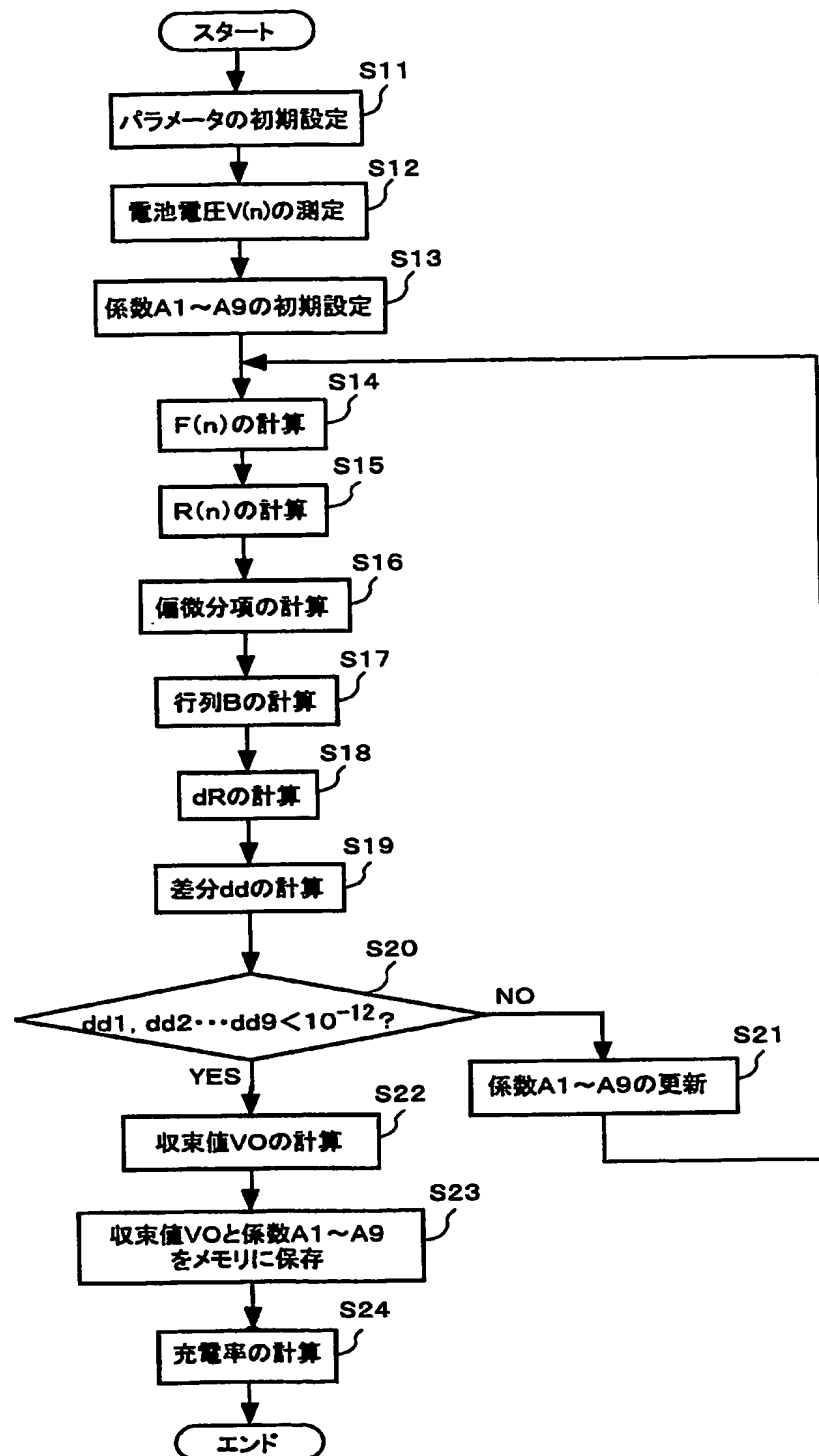 スタート
S11
パラメータの初期設定
S12
電池電圧V(n)の測定
S13
係数A1～A9の初期設定
S14
F(n)の計算
S15
R(n)の計算
S16
偏微分項の計算
S17
行列Bの計算
S18
dRの計算
S19
差分ddの計算
S20
dd1, dd2・・・dd9<10⁻¹²?
NO
YES
S21
係数A1～A9の更新
S22
収束値VOの計算
S23
収束値VOと係数A1～A9
をメモリに保存
S24
充電率の計算
エンド